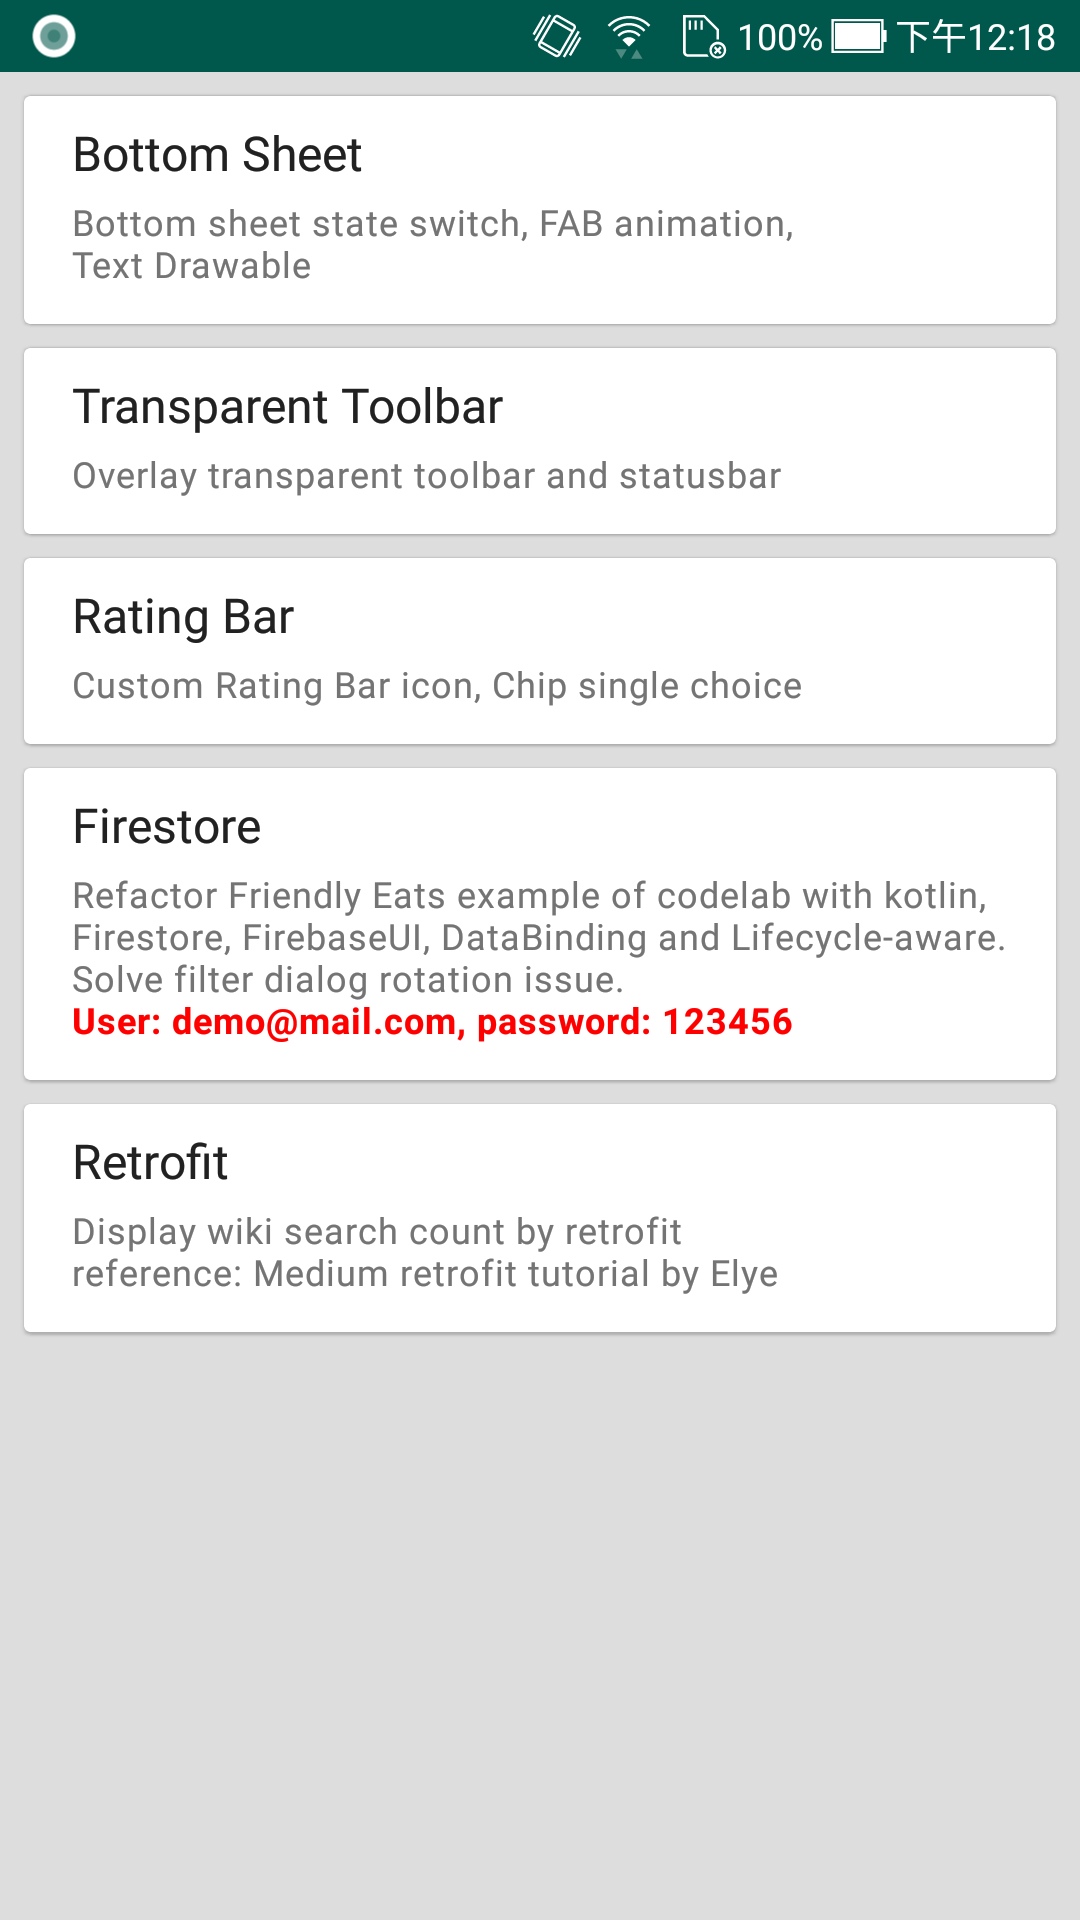 100% 下午12:18
Bottom Sheet
Bottom sheet state switch, FAB animation,
Text Drawable
Transparent Toolbar
Overlay transparent toolbar and statusbar
Rating Bar
Custom Rating Bar icon, Chip single choice
Firestore
Refactor Friendly Eats example of codelab with kotlin,
Firestore, FirebaseUI, DataBinding and Lifecycle-aware.
Solve filter dialog rotation issue.
User: demo@mail.com, password: 123456
Retrofit
Display wiki search count by retrofit
reference: Medium retrofit tutorial by Elye